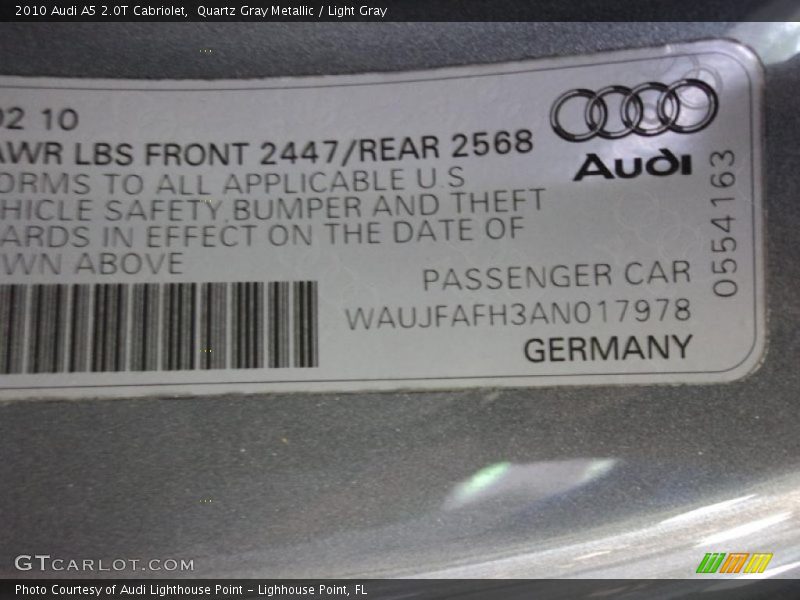 2010 Audi A5 2.0T Cabriolet, Quartz Gray Metallic / Light Gray
02 10
AWR LBS FRONT 2447/REAR 2568
ORMS TO ALL APPLICABLE U.S
HICLE SAFETY, BUMPER AND THEFT
ARDS IN EFFECT ON THE DATE OF
WN ABOVE
Audi
0554163
PASSENGER CAR
WAUJFAFH3AN017978
GERMANY
GTCARLOT.COM
Photo Courtesy of Audi Lighthouse Point - Lighhouse Point, FL